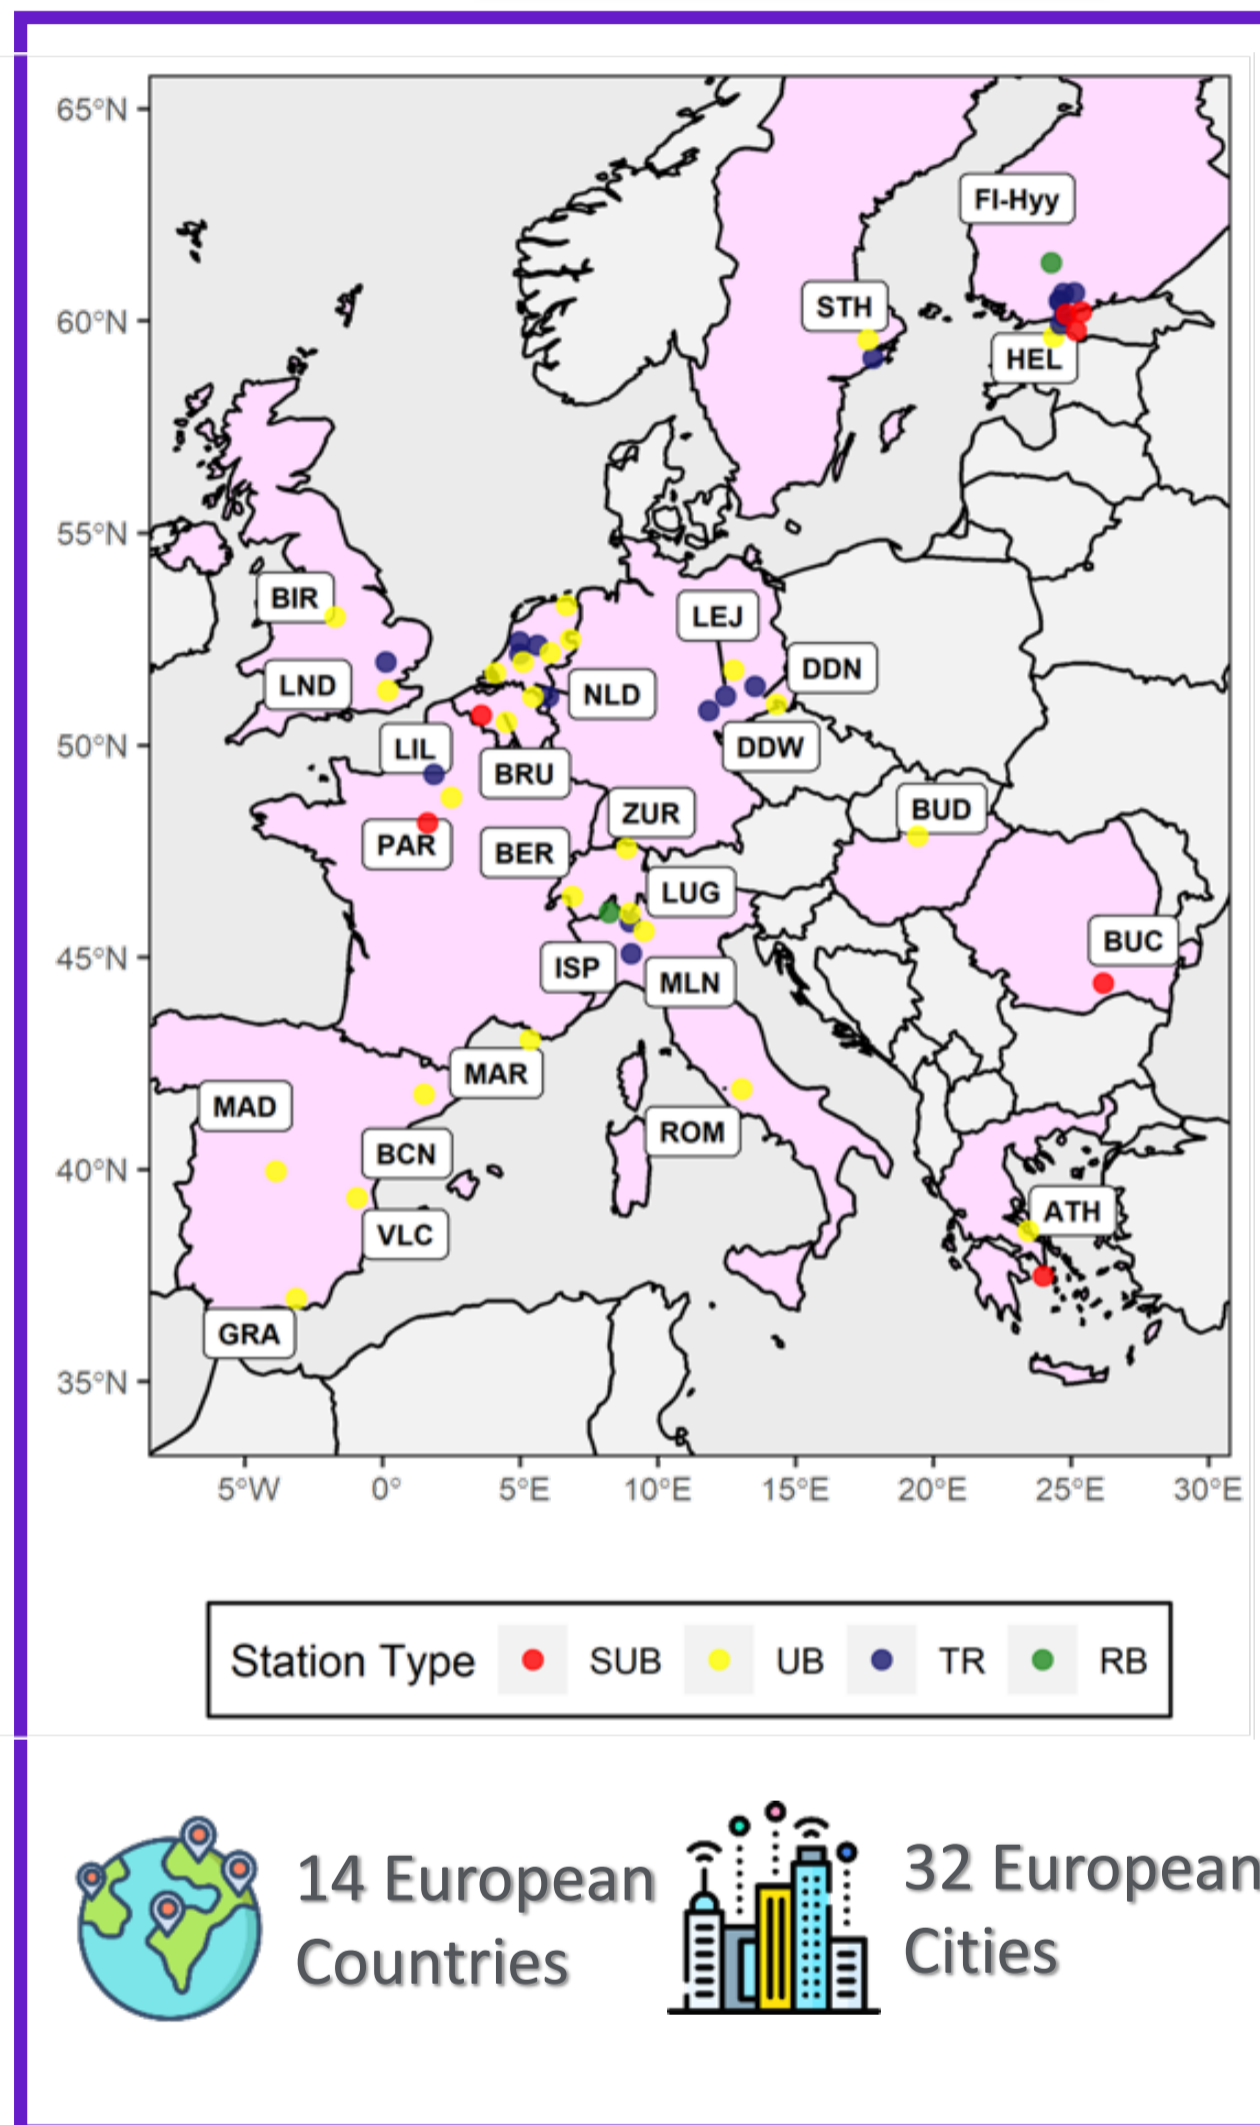 65°N
60°N
55°N
50°N
45°N
40°N
35°N
FI-Hyy
STH
HEL
BIR
LEJ
LND
NLD
DDN
LIL
BRU
DDW
PAR
BER
ZUR
BUD
LUG
ISP
MLN
BUC
MAR
MAD
ROM
BCN
VLC
ATH
GRA
5°W 0° 5°E 10°E 15°E 20°E 25°E 30°E
Station Type SUB UB TR RB
14 European
Countries
32 European
Cities